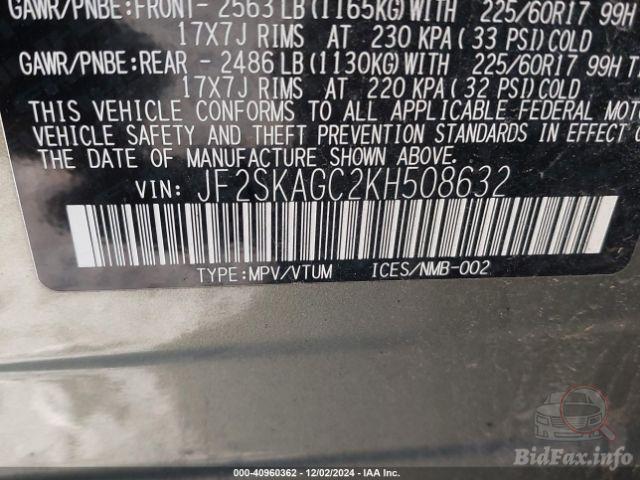 GAWR/PNBE:FRONT- 2563 LB(1165KG)WITH 225/60R17 99H
17X7J RIMS AT 230 KPA(33 PSI)COLD
GAWR/PNBE:REAR - 2486 LB(1130KG)WITH 225/60R17 99H
17X7J RIMS AT 220 KPA(32 PSI)COLD
THIS VEHICLE CONFORMS TO ALL APPLICABLE FEDERAL
VEHICLE SAFETY AND THEFT PREVENTION STANDARDS IN EFFECT
THE DATE OF MANUFACTURE SHOWN ABOVE.
VIN: JF2SKAGC2KH508632
TYPE:MPV/VTUM ICES/NMB-002
000-40960362 - 12/02/2024 - IAA Inc.
BidFax.info